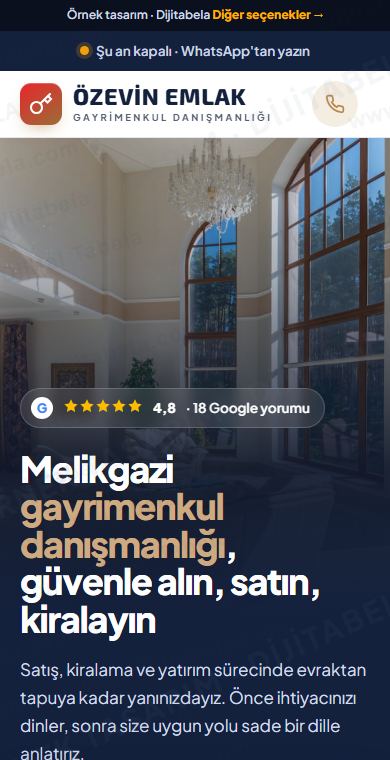 Örnek tasarım · Dijitabela Diğer seçenekler →
Şu an kapalı · WhatsApp'tan yazın
ÖZEVİN EMLAK
GAYRİMENKUL DANIŞMANLIĞI
G 4,8 · 18 Google yorumu
Melikgazi
gayrimenkul
danışmanlığı,
güvenle alın, satın,
kiralayın
Satış, kiralama ve yatırım sürecinde evraktan
tapuya kadar yanınızdayız. Önce ihtiyacınızı
dinler, sonra size uygun yolu sade bir dille
anlatırız.